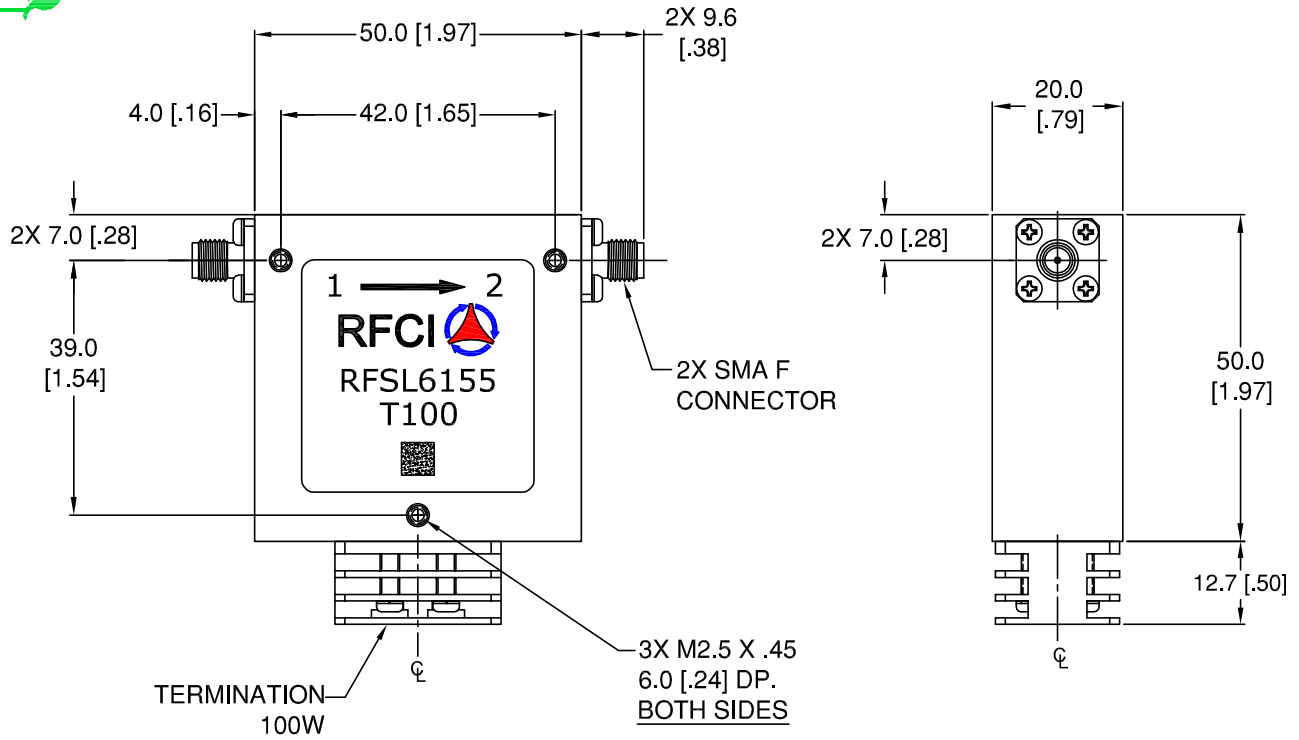 50.0 [1.97]
2X 9.6
[.38]
4.0 [.16]
42.0 [1.65]
20.0
[.79]
2X 7.0 [.28]
2X 7.0 [.28]
1 2
RFCI
RFSL6155
T100
39.0
[1.54]
2X SMA F
CONNECTOR
50.0
[1.97]
12.7 [.50]
3X M2.5 X .45
6.0 [.24] DP.
BOTH SIDES
TERMINATION
100W
℄
℄